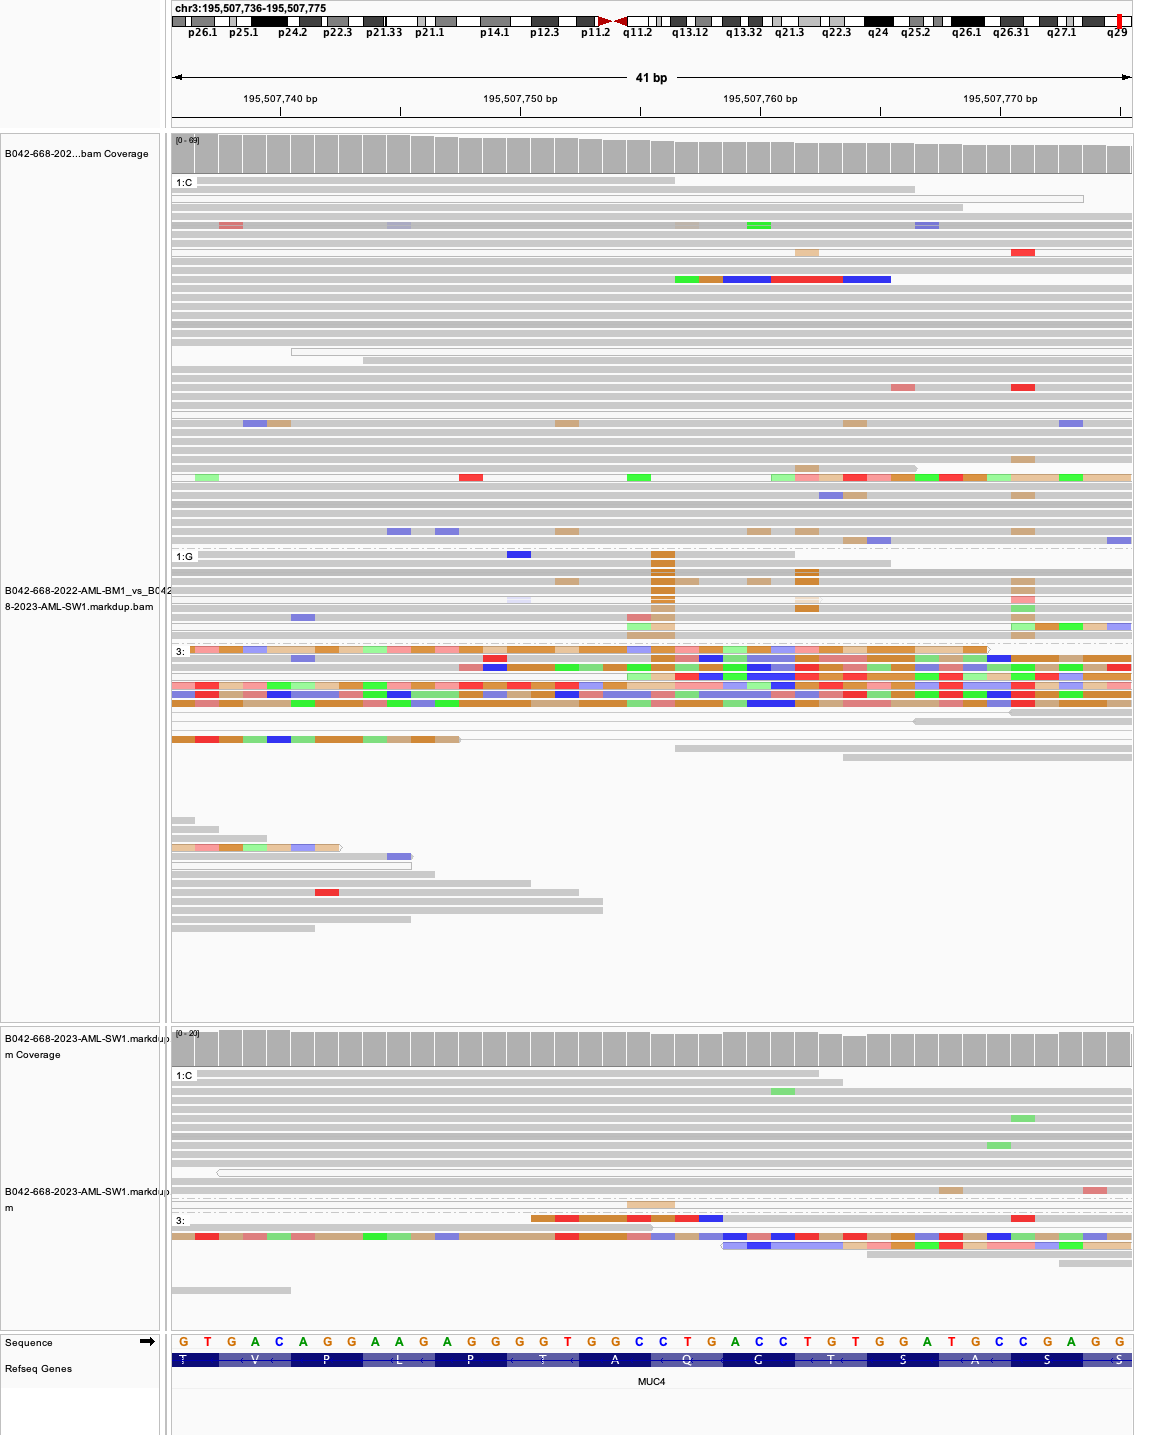 chr3:195,507,736-195,507,775
p26.1 p25.1 p24.2 p22.3 p21.33 p21.1 p14.1 p12.3 p11.2 q11.2 q13.12 q13.32 q21.3 q22.3 q24 q25.2 q26.1 q26.31 q27.1 q29
41 bp
195,507,740 bp 195,507,750 bp 195,507,760 bp 195,507,770 bp
[0 - 69]
B042-668-202...bam Coverage
1:C
1:G
B042-668-2022-AML-BM1_vs_B042
8-2023-AML-SW1.markdup.bam
3:
[0 - 20]
B042-668-2023-AML-SW1.markdup
m Coverage
1:C
B042-668-2023-AML-SW1.markdup
m
3:
Sequence G T G A C A G G A A G A G G G G T G G C C T G A C C T G T G G A T G C C G A G G
Refseq Genes T V P L P T A Q G T S A S S
MUC4